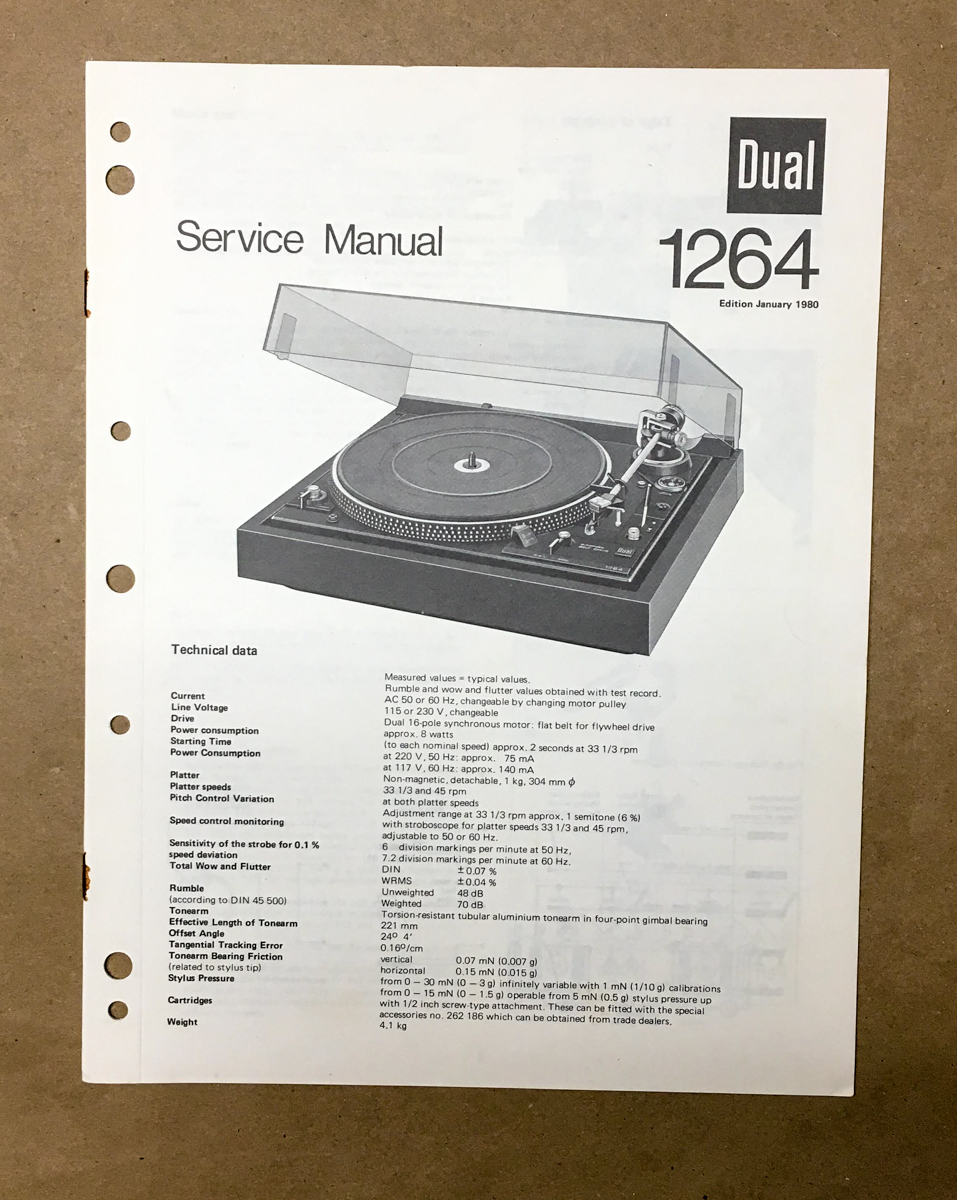 Dual
Service Manual
1264
Edition January 1980
Dual
1264
Technical data
Measured values = typical values.
Rumble and wow and flutter values obtained with test record.
Current AC 50 or 60 Hz, changeable by changing motor pulley
Line Voltage 115 or 230 V, changeable
Drive Dual 16-pole synchronous motor: flat belt for flywheel drive
Power consumption approx. 8 watts
Starting Time (to each nominal speed) approx. 2 seconds at 33 1/3 rpm
Power Consumption at 220 V, 50 Hz: approx. 75 mA
at 117 V, 60 Hz: approx. 140 mA
Platter Non-magnetic, detachable, 1 kg, 304 mm ϕ
Platter speeds 33 1/3 and 45 rpm
Pitch Control Variation at both platter speeds
Adjustment range at 33 1/3 rpm approx. 1 semitone (6 %)
Speed control monitoring with stroboscope for platter speeds 33 1/3 and 45 rpm,
adjustable to 50 or 60 Hz.
Sensitivity of the strobe for 0.1 % 6 division markings per minute at 50 Hz,
speed deviation 7.2 division markings per minute at 60 Hz.
Total Wow and Flutter DIN ± 0.07 %
WRMS ± 0.04 %
Rumble Unweighted 48 dB
(according to DIN 45 500) Weighted 70 dB
Tonearm Torsion-resistant tubular aluminium tonearm in four-point gimbal bearing
Effective Length of Tonearm 221 mm
Offset Angle 24º 4'
Tangential Tracking Error 0.16º/cm
Tonearm Bearing Friction vertical 0.07 mN (0.007 g)
(related to stylus tip) horizontal 0.15 mN (0.015 g)
Stylus Pressure from 0 – 30 mN (0 – 3 g) infinitely variable with 1 mN (1/10 g) calibrations
from 0 – 15 mN (0 – 1.5 g) operable from 5 mN (0.5 g) stylus pressure up
Cartridges with 1/2 inch screw-type attachment. These can be fitted with the special
accessories no. 262 186 which can be obtained from trade dealers.
Weight 4.1 kg